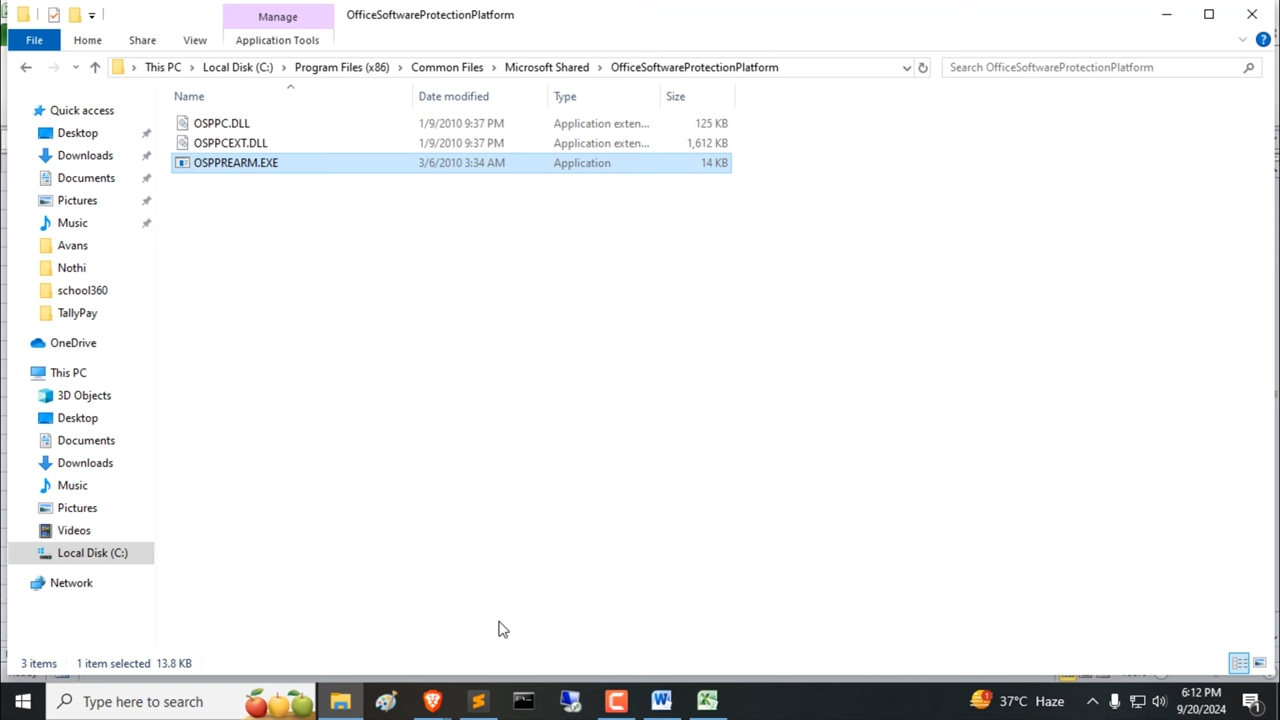 Manage
OfficeSoftwareProtectionPlatform
File
Home
Share
View
Application Tools
This PC
Local Disk (C:)
Program Files (x86)
Common Files
Microsoft Shared
OfficeSoftwareProtectionPlatform
Search OfficeSoftwareProtectionPlatform
Name
Date modified
Type
Size
OSPPC.DLL 1/9/2010 9:37 PM Application exten... 125 KB
OSPPCEXT.DLL 1/9/2010 9:37 PM Application exten... 1,612 KB
OSPPREARM.EXE 3/6/2010 3:34 AM Application 14 KB
Quick access
Desktop
Downloads
Documents
Pictures
Music
Avans
Nothi
school360
TallyPay
OneDrive
This PC
3D Objects
Desktop
Documents
Downloads
Music
Pictures
Videos
Local Disk (C:)
Network
3 items
1 item selected 13.8 KB
Type here to search
37°C Haze
6:12 PM
9/20/2024